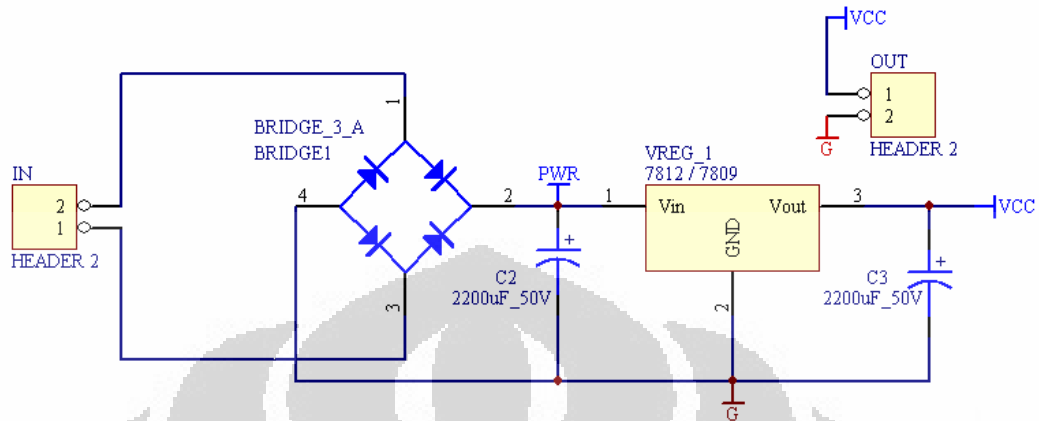 VCC
OUT
1
2
G
HEADER 2
IN
2
1
HEADER 2
BRIDGE_3_A
BRIDGE1
1
4
2
3
PWR
C2
2200uF_50V
VREG_1
7812 / 7809
1
Vin
Vout
GND
3
2
G
VCC
C3
2200uF_50V
+
+